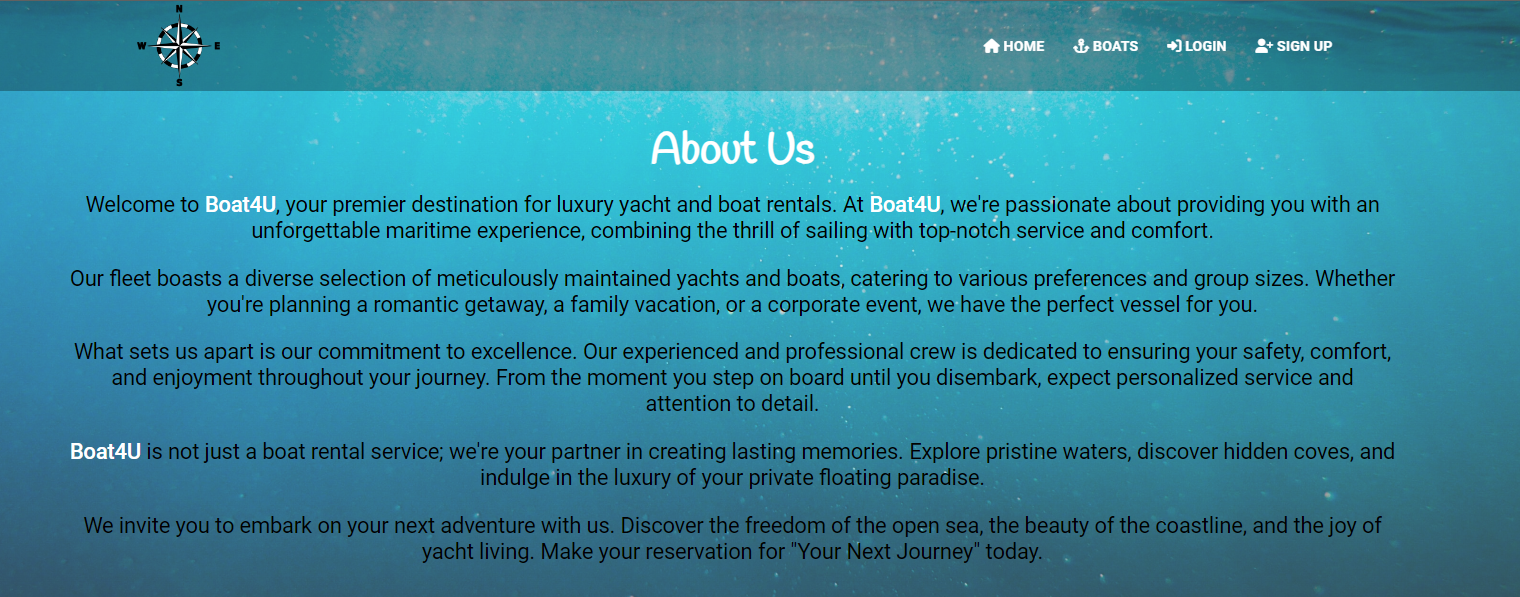 N
W E
S
HOME BOATS LOGIN SIGN UP
About Us
Welcome to Boat4U, your premier destination for luxury yacht and boat rentals. At Boat4U, we're passionate about providing you with an
unforgettable maritime experience, combining the thrill of sailing with top-notch service and comfort.
Our fleet boasts a diverse selection of meticulously maintained yachts and boats, catering to various preferences and group sizes. Whether
you're planning a romantic getaway, a family vacation, or a corporate event, we have the perfect vessel for you.
What sets us apart is our commitment to excellence. Our experienced and professional crew is dedicated to ensuring your safety, comfort,
and enjoyment throughout your journey. From the moment you step on board until you disembark, expect personalized service and
attention to detail.
Boat4U is not just a boat rental service; we're your partner in creating lasting memories. Explore pristine waters, discover hidden coves, and
indulge in the luxury of your private floating paradise.
We invite you to embark on your next adventure with us. Discover the freedom of the open sea, the beauty of the coastline, and the joy of
yacht living. Make your reservation for "Your Next Journey" today.